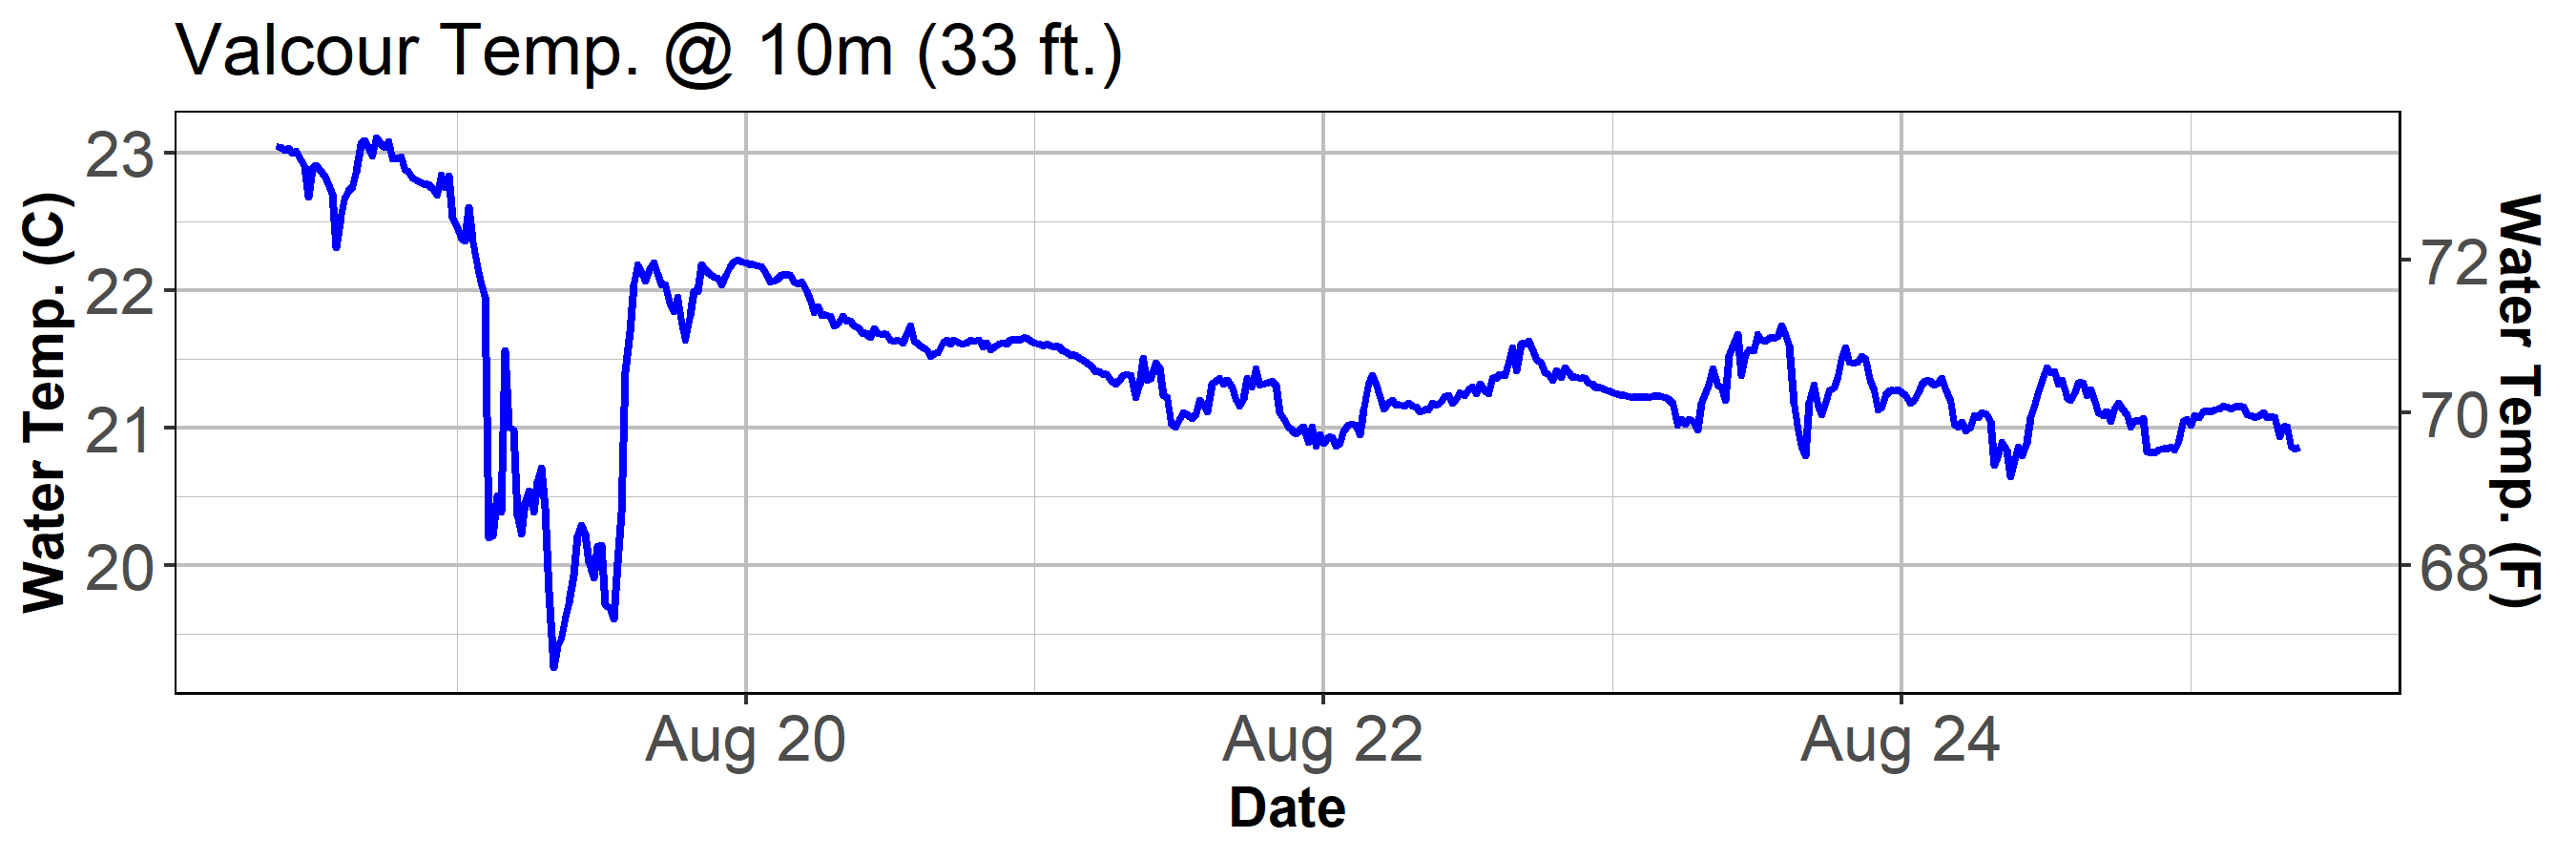 Valcour Temp. @ 10m (33 ft.)
Water Temp. (C)
23
22
21
20
72
70
68
Water Temp. (F)
Aug 20
Aug 22
Aug 24
Date